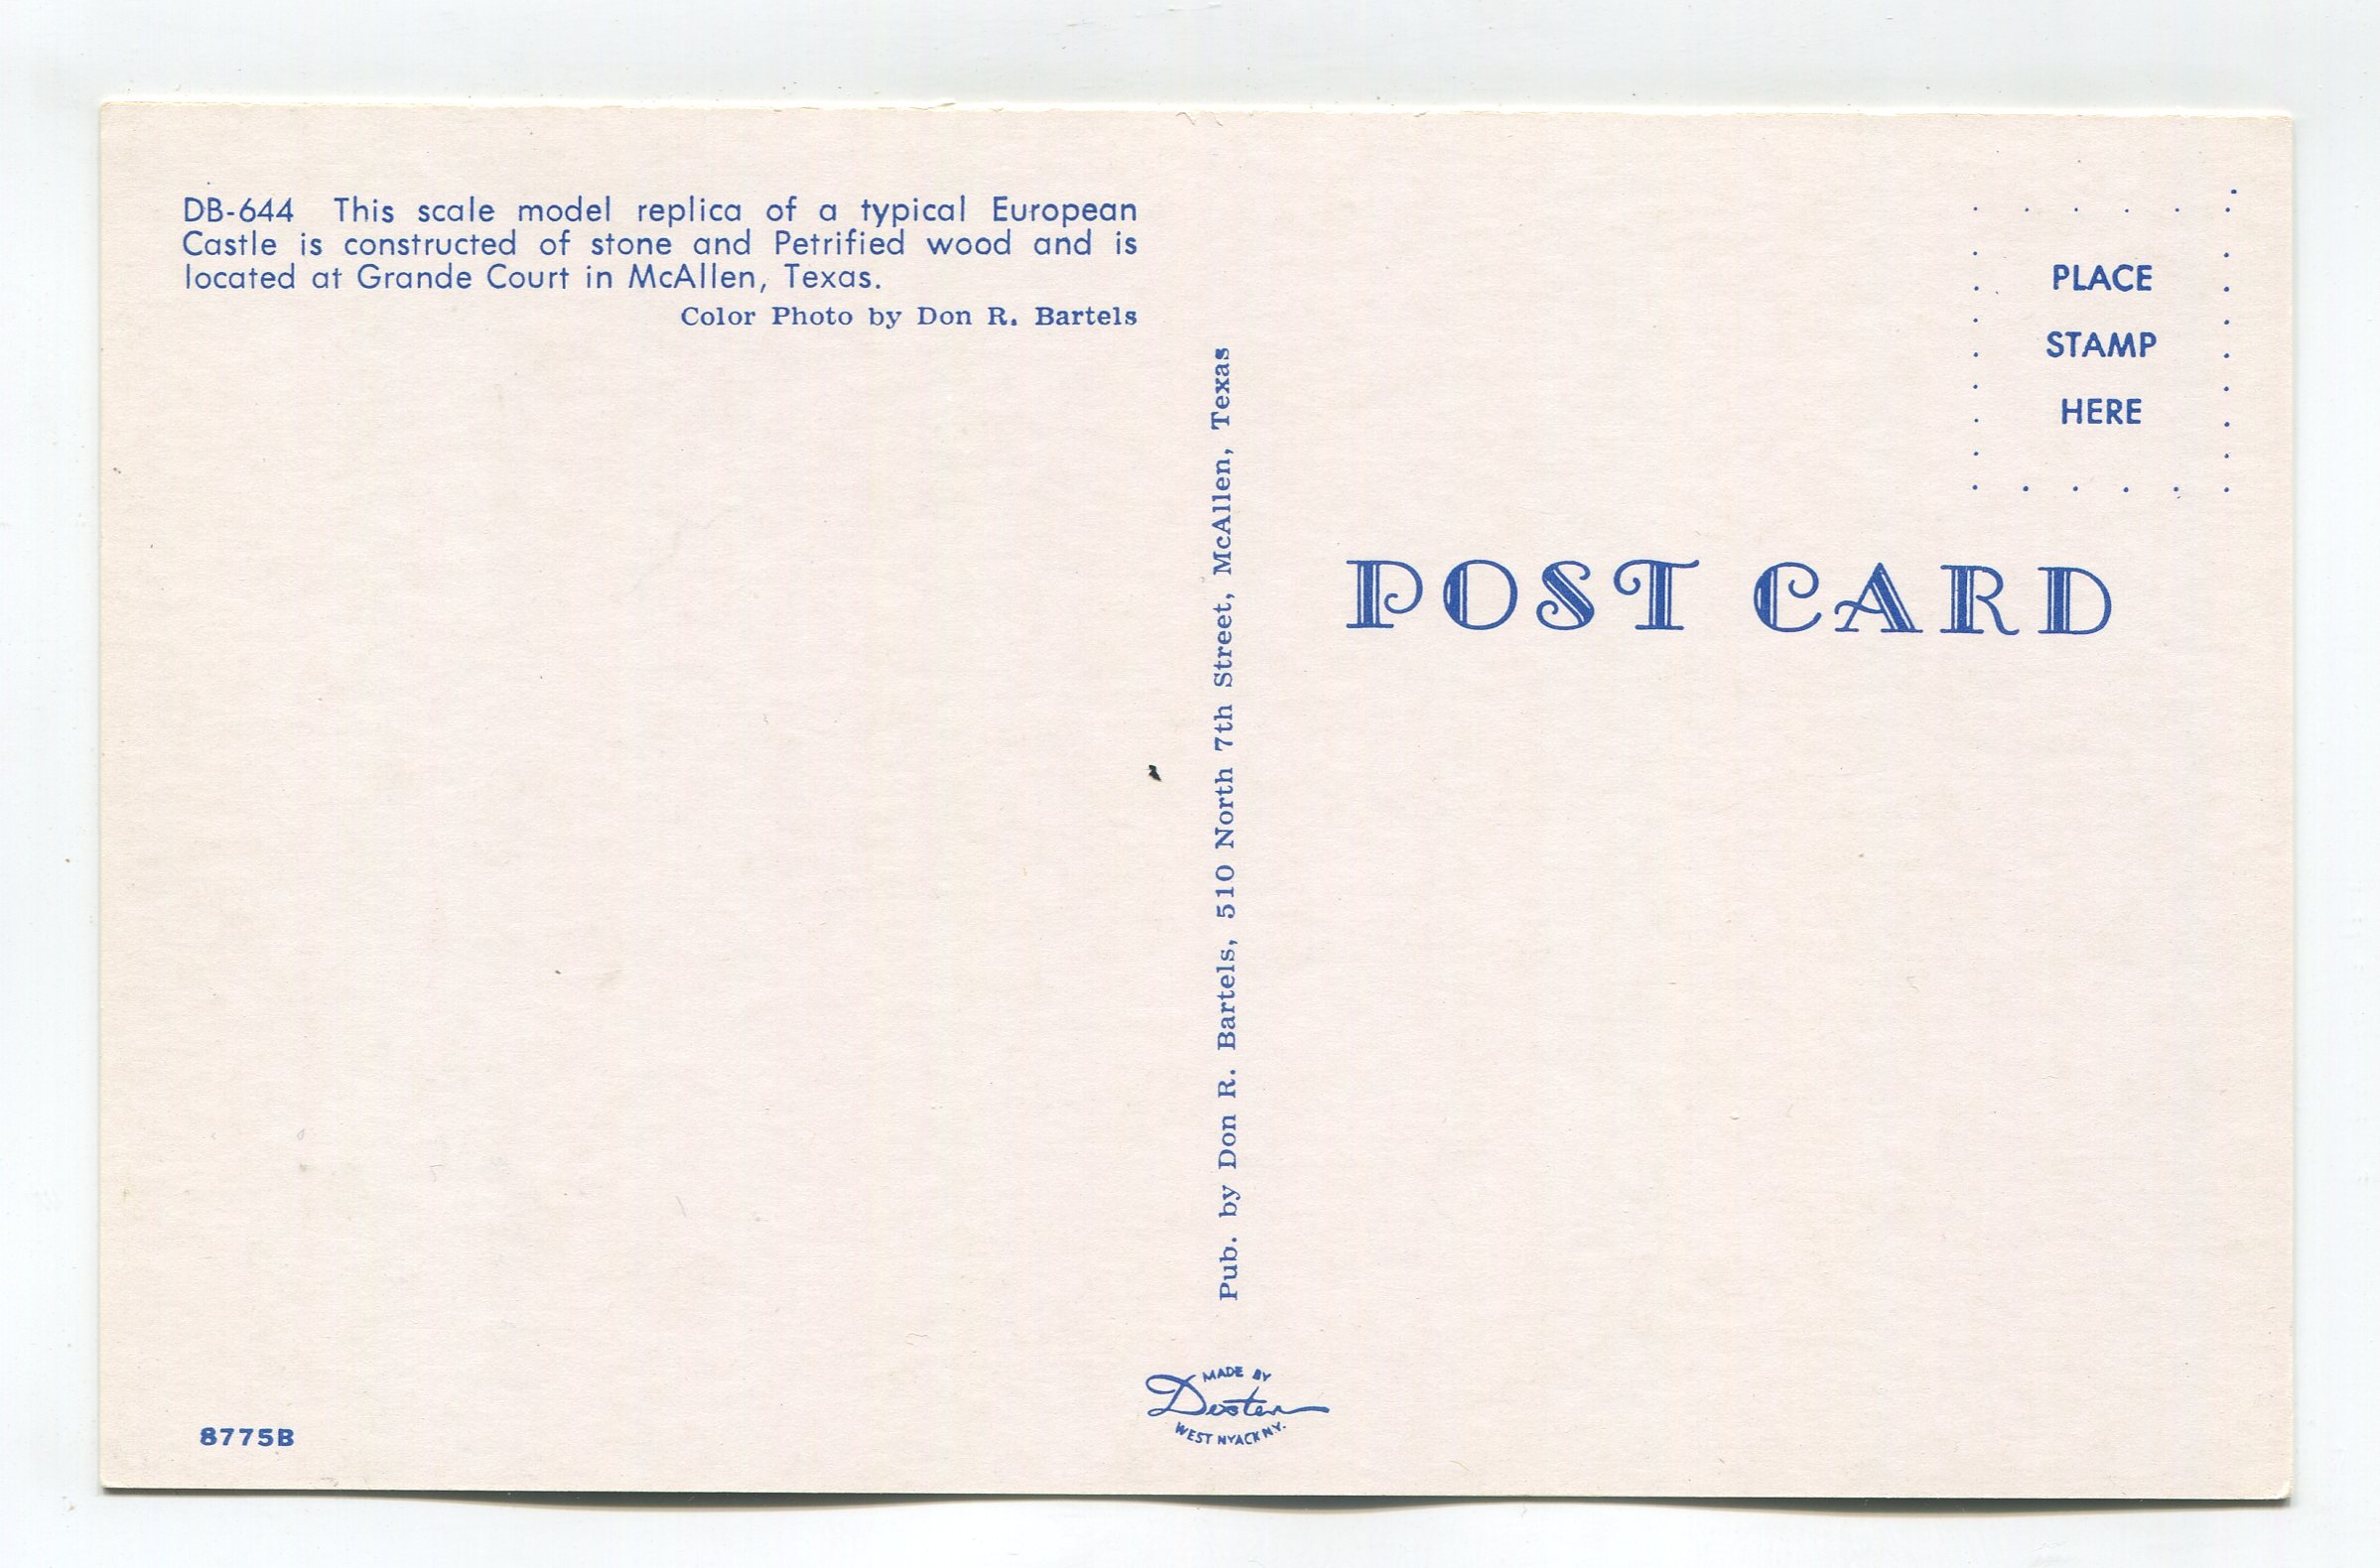 DB-644 This scale model replica of a typical European
Castle is constructed of stone and Petrified wood and is
located at Grande Court in McAllen, Texas.
Color Photo by Don R. Bartels
Pub. by Don R. Bartels, 510 North 7th Street, McAllen, Texas
PLACE
STAMP
HERE
POST CARD
MADE BY
Dexter
WEST NYACK N.Y.
8775B